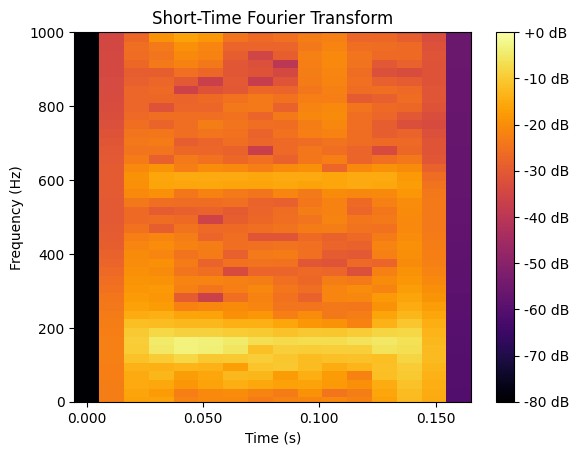 Short-Time Fourier Transform
1000
800
600
400
200
0
Frequency (Hz)
0.000
0.050
0.100
0.150
Time (s)
+0 dB
-10 dB
-20 dB
-30 dB
-40 dB
-50 dB
-60 dB
-70 dB
-80 dB